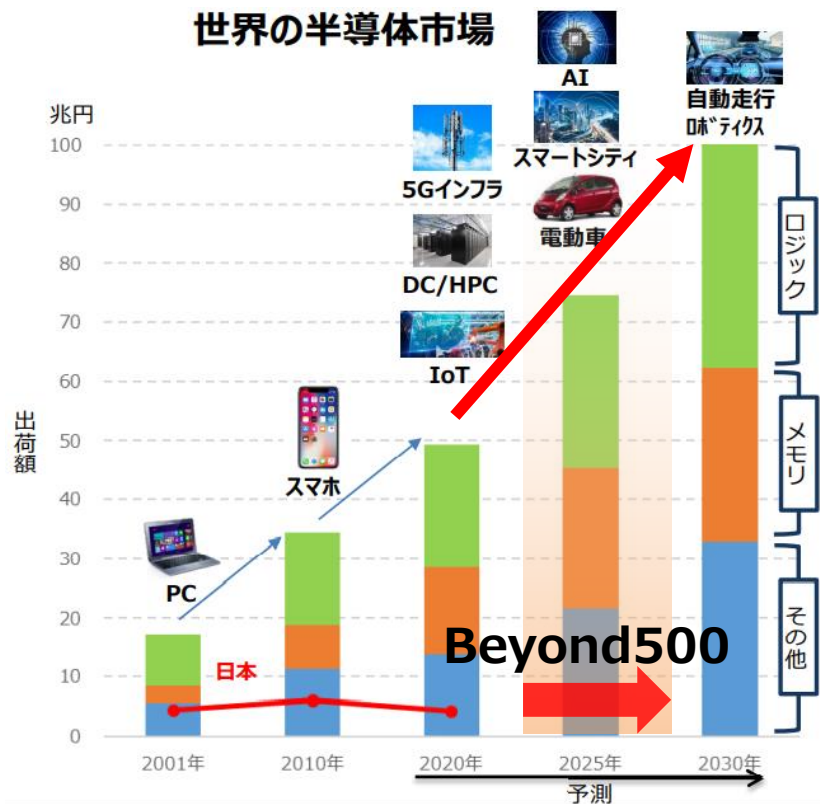 世界の半導体市場
兆円
100
90
80
70
60
50
40
30
20
10
0
出荷額
PC
スマホ
5Gインフラ
DC/HPC
IoT
AI
スマートシティ
電動車
自動走行
ﾛﾎﾞﾃｨｸｽ
日本
Beyond500
ロジック
メモリ
その他
2001年
2010年
2020年
2025年
2030年
予測